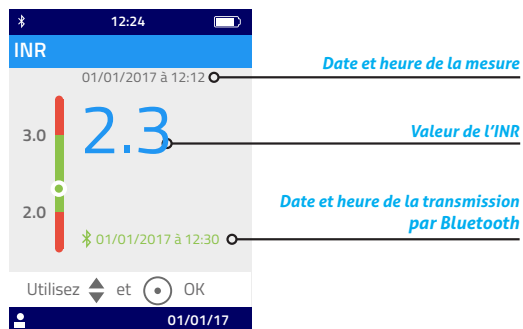 12:24
INR
01/01/2017 à 12:12
Date et heure de la mesure
2.3
Valeur de l'INR
3.0
2.0
01/01/2017 à 12:30
Date et heure de la transmission
par Bluetooth
Utilisez et OK
01/01/17